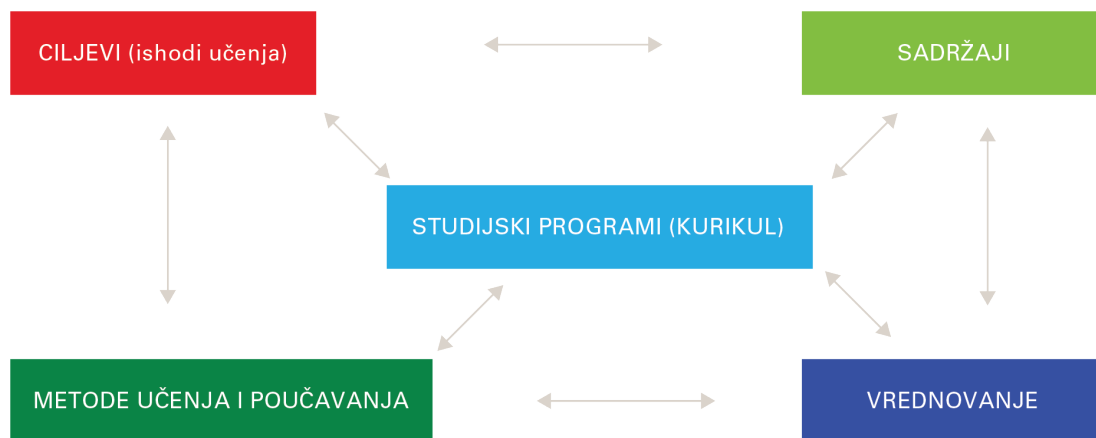 CILJEVI (ishodi učenja)
SADRŽAJI
STUDIJSKI PROGRAMI (KURIKUL)
METODE UČENJA I POUČAVANJA
VREDNOVANJE